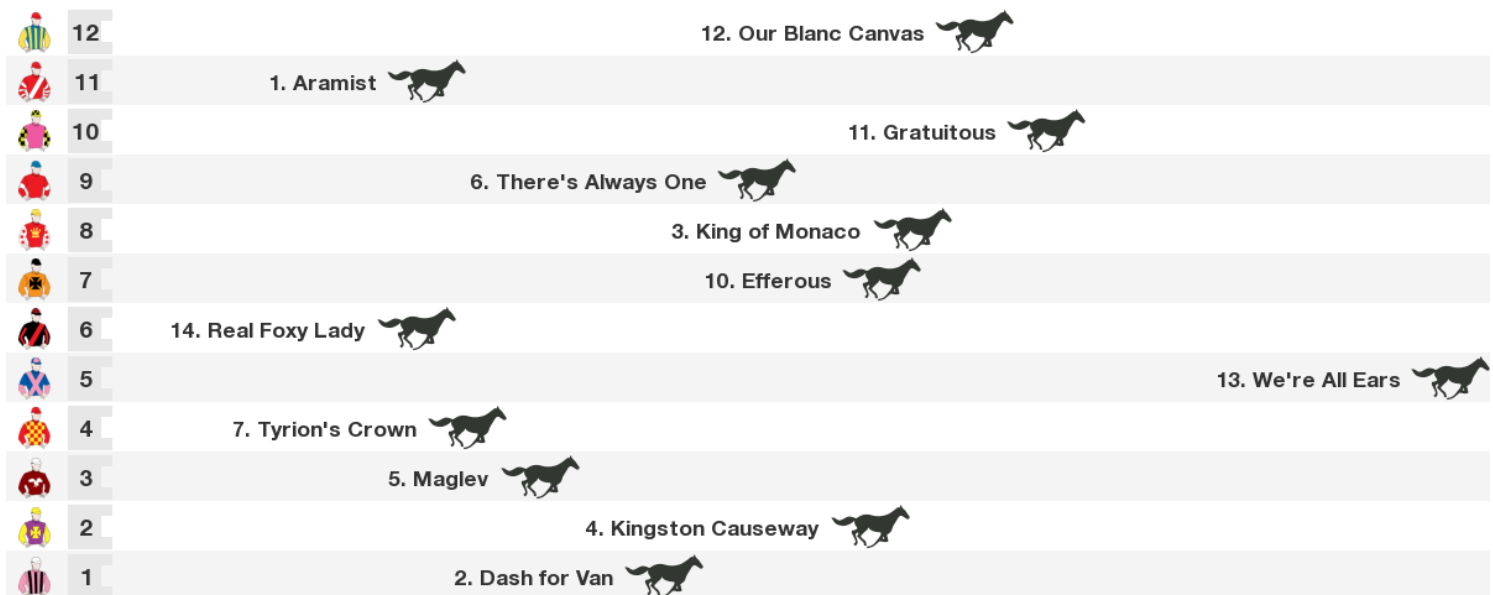 12 12. Our Blanc Canvas
11 1. Aramist
10 11. Gratuitous
9 6. There's Always One
8 3. King of Monaco
7 10. Efferous
6 14. Real Foxy Lady
5 13. We're All Ears
4 7. Tyrion's Crown
3 5. Maglev
2 4. Kingston Causeway
1 2. Dash for Van